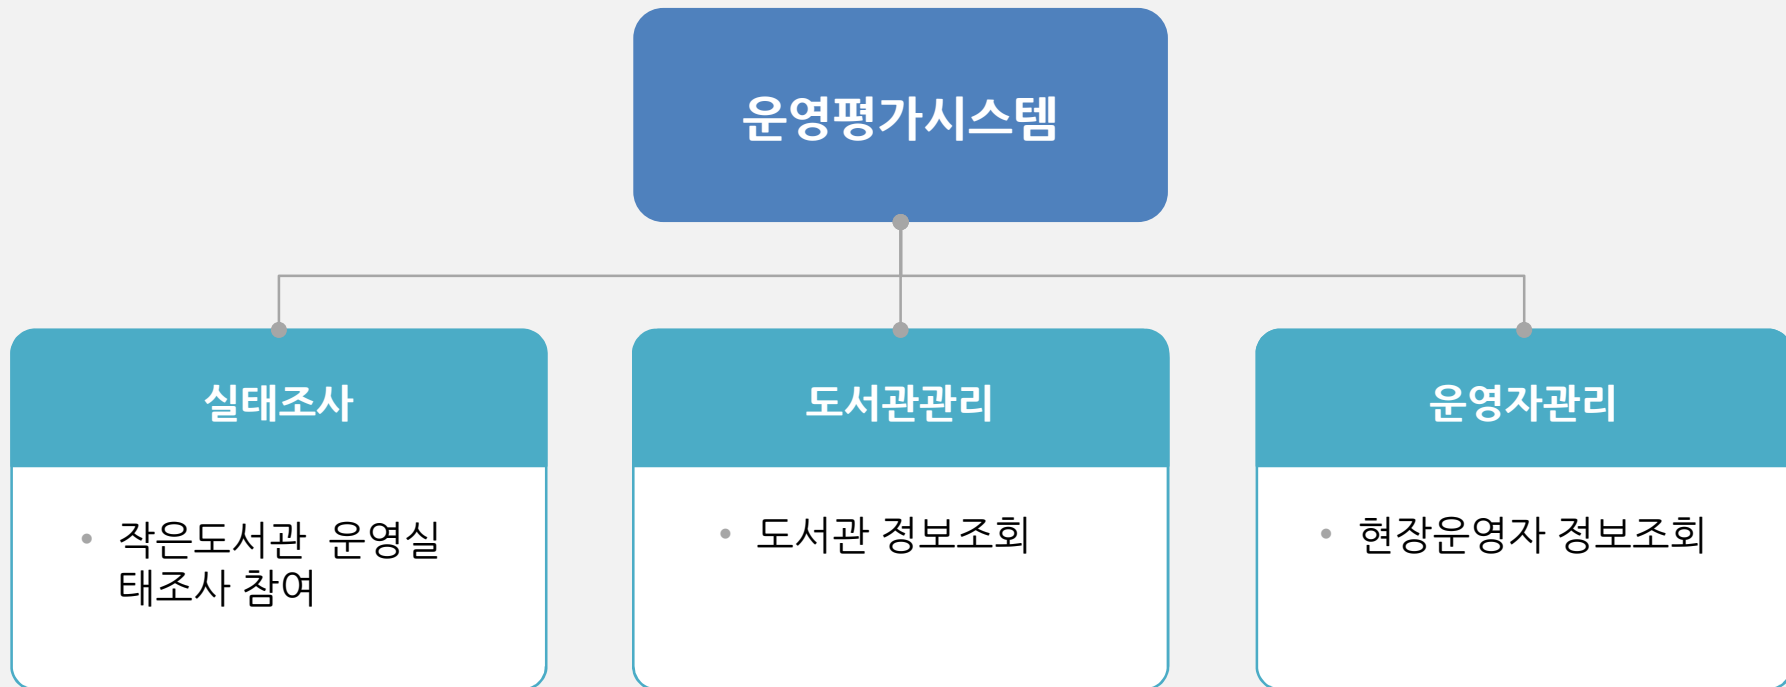 운영평가시스템
실태조사
• 작은도서관 운영실
태조사 참여
도서관관리
• 도서관 정보조회
운영자관리
• 현장운영자 정보조회